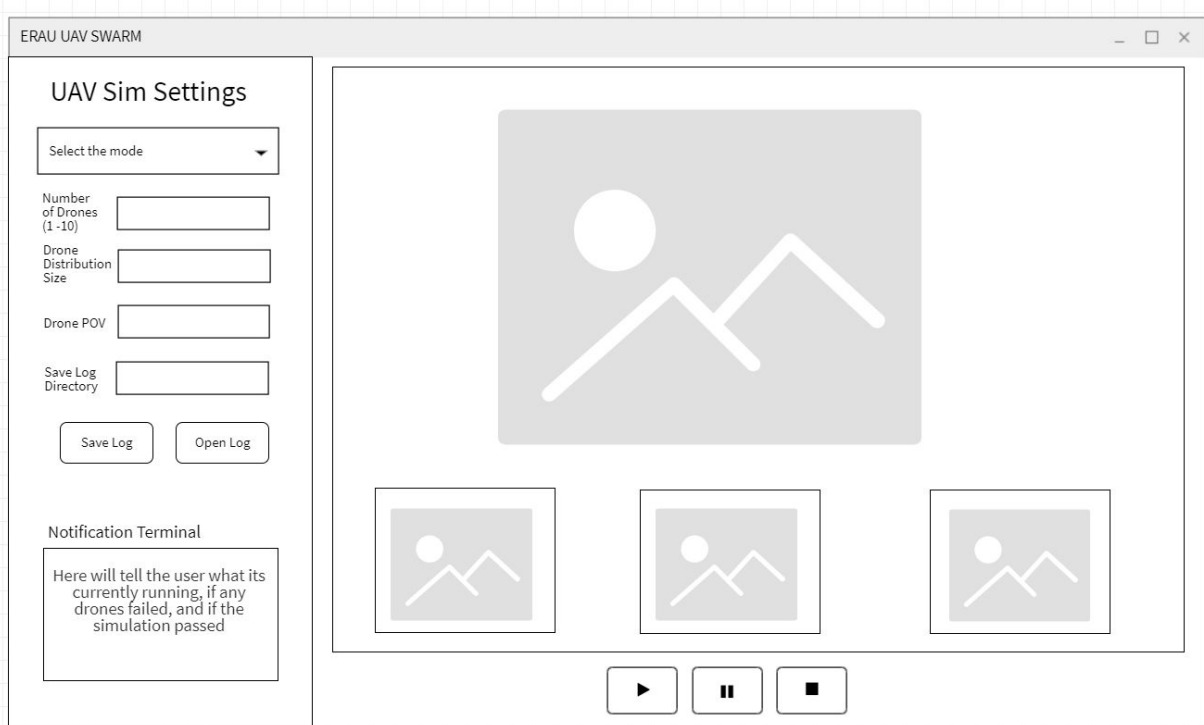 ERAU UAV SWARM
UAV Sim Settings
Select the mode
Number
of Drones
(1 -10)
Drone
Distribution
Size
Drone POV
Save Log
Directory
Save Log
Open Log
Notification Terminal
Here will tell the user what its
currently running, if any
drones failed, and if the
simulation passed